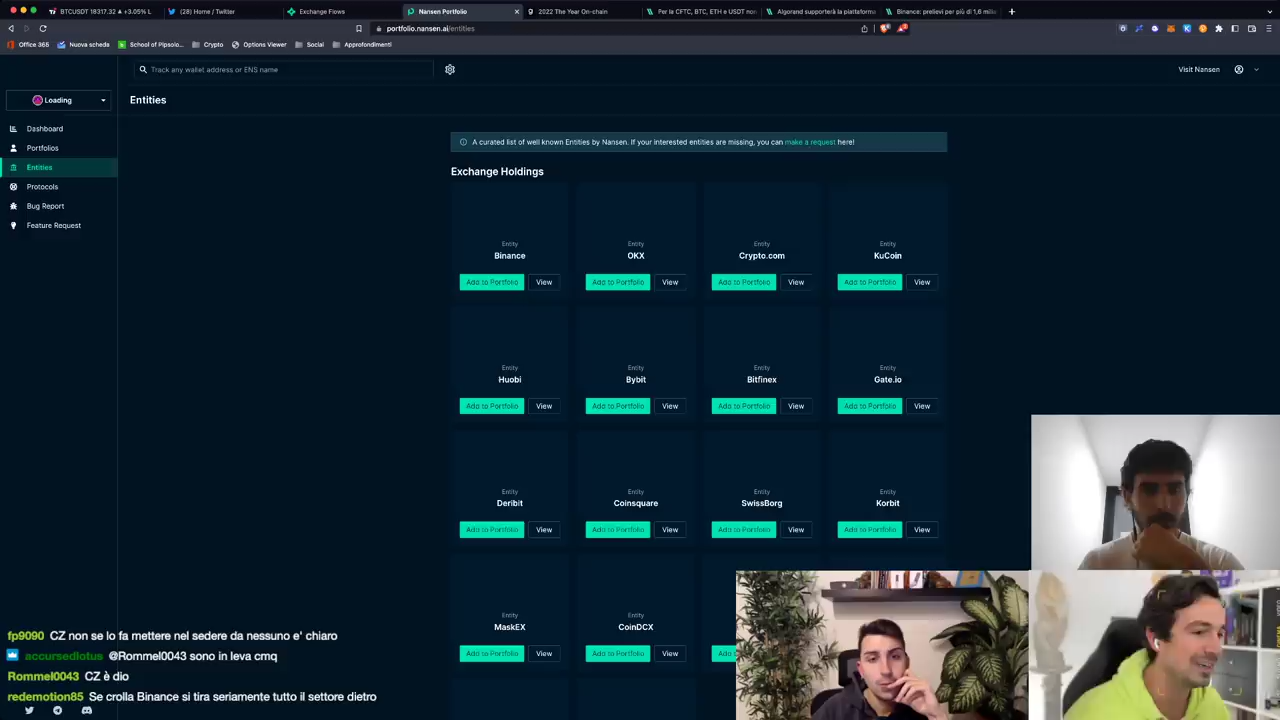 BTCUSDT 18317.32 ▲ +3.05% L
(28) Home / Twitter
Exchange Flows
Nansen Portfolio
2022 The Year On-chain
Per la CFTC, BTC, ETH e USDT non
Algorand supporterà la piattaforma
Binance: prelievi per più di 1,6 milia
portfolio.nansen.ai/entities
Office 365
Nuova scheda
School of Pipsolo...
Crypto
Options Viewer
Social
Approfondimenti
Track any wallet address or ENS name
Visit Nansen
Loading
Entities
Dashboard
Portfolios
Entities
Protocols
Bug Report
Feature Request
A curated list of well known Entities by Nansen. If your interested entities are missing, you can make a request here!
Exchange Holdings
Entity Entity Entity Entity
Binance OKX Crypto.com KuCoin
Add to Portfolio View Add to Portfolio View Add to Portfolio View Add to Portfolio View
Entity Entity Entity Entity
Huobi Bybit Bitfinex Gate.io
Add to Portfolio View Add to Portfolio View Add to Portfolio View Add to Portfolio View
Entity Entity Entity Entity
Deribit Coinsquare SwissBorg Korbit
Add to Portfolio View Add to Portfolio View Add to Portfolio View Add to Portfolio View
Entity Entity
MaskEX CoinDCX
Add to Portfolio View Add to Portfolio View Add
fp9090 CZ non se lo fa mettere nel sedere da nessuno e' chiaro
accursedlotus @Rommel0043 sono in leva cmq
Rommel0043 CZ è dio
redemotion85 Se crolla Binance si tira seriamente tutto il settore dietro